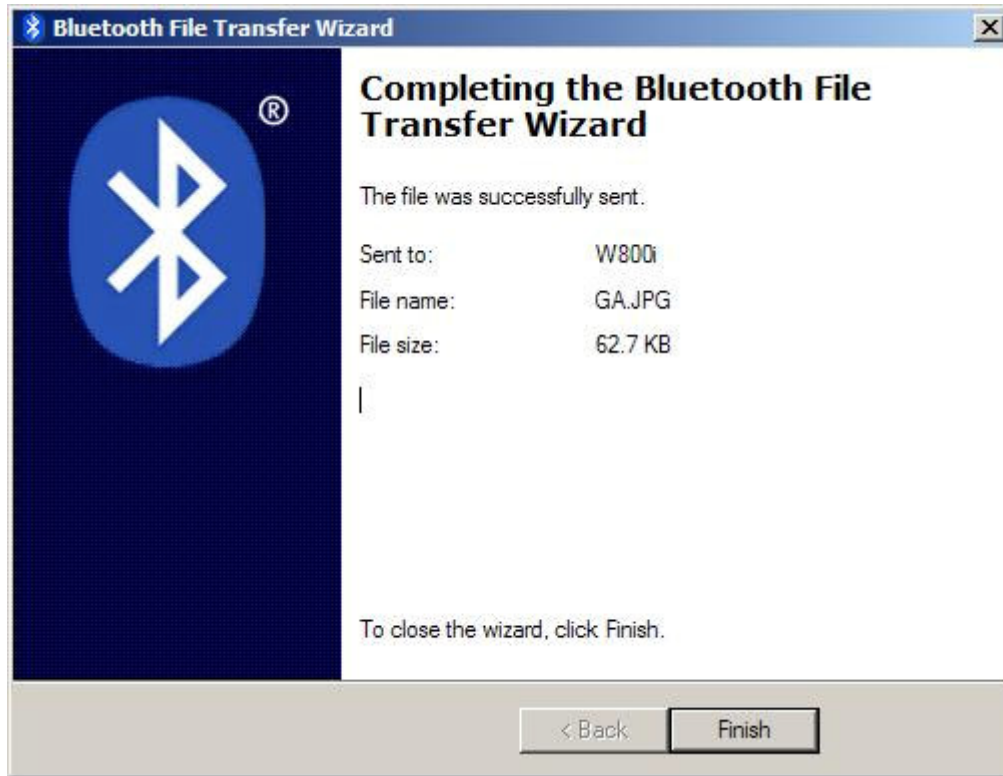 Bluetooth File Transfer Wizard
®
Completing the Bluetooth File
Transfer Wizard
The file was successfully sent.
Sent to: W800i
File name: GA.JPG
File size: 62.7 KB
To close the wizard, click Finish.
< Back Finish